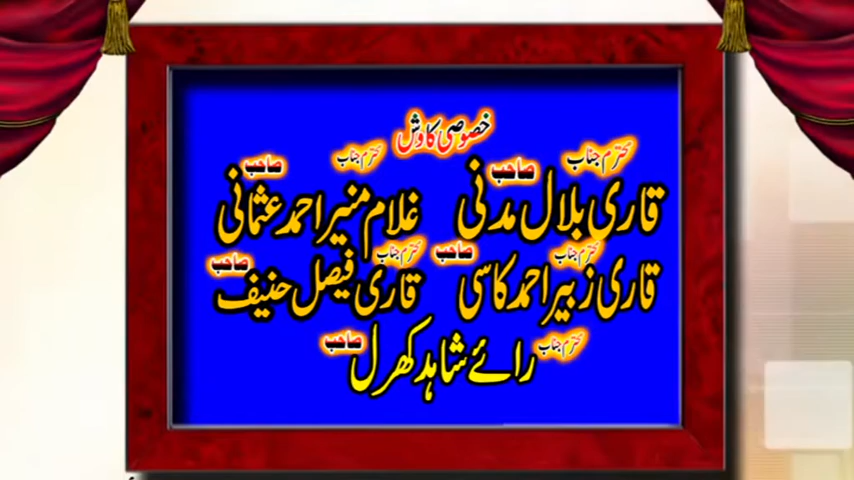 خصوصی کاوش
محترم جناب قاری بلال مدنی صاحب محترم جناب غلام منیر احمد عثمانی صاحب
محترم جناب قاری زبیر احمد کاسی صاحب محترم جناب قاری فیصل حنیف صاحب
محترم جناب رائے شاہد کھرل صاحب